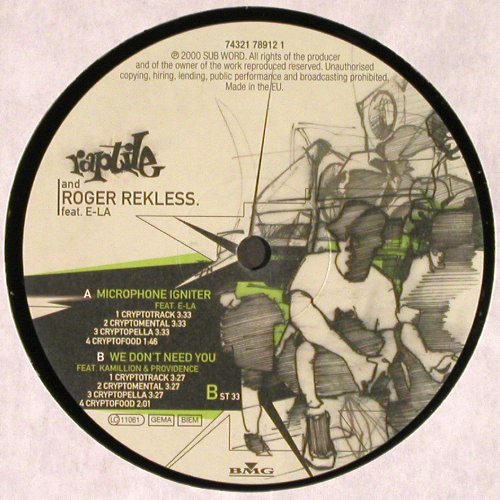 74321 78912 1
℗ 2000 SUB WORD. All rights of the producer
and of the owner of the work reproduced reserved. Unauthorised
copying, hiring, lending, public performance and broadcasting prohibited.
Made in the EU.
raptile
and
ROGER REKLESS.
feat. E-LA
A MICROPHONE IGNITER
FEAT. E-LA
1 CRYPTOTRACK 3:33
2 CRYPTOMENTAL 3.33
3 CRYPTOPELLA 3:33
4 CRYPTOFOOD 1.46
B WE DON'T NEED YOU
FEAT. KAMILLION & PROVIDENCE
1 CRYPTOTRACK 3:27
2 CRYPTOMENTAL 3:27
3 CRYPTOPELLA 3:27
4 CRYPTOFOOD 2.01
B ST 33
LC 11061 GEMA BIEM
BMG